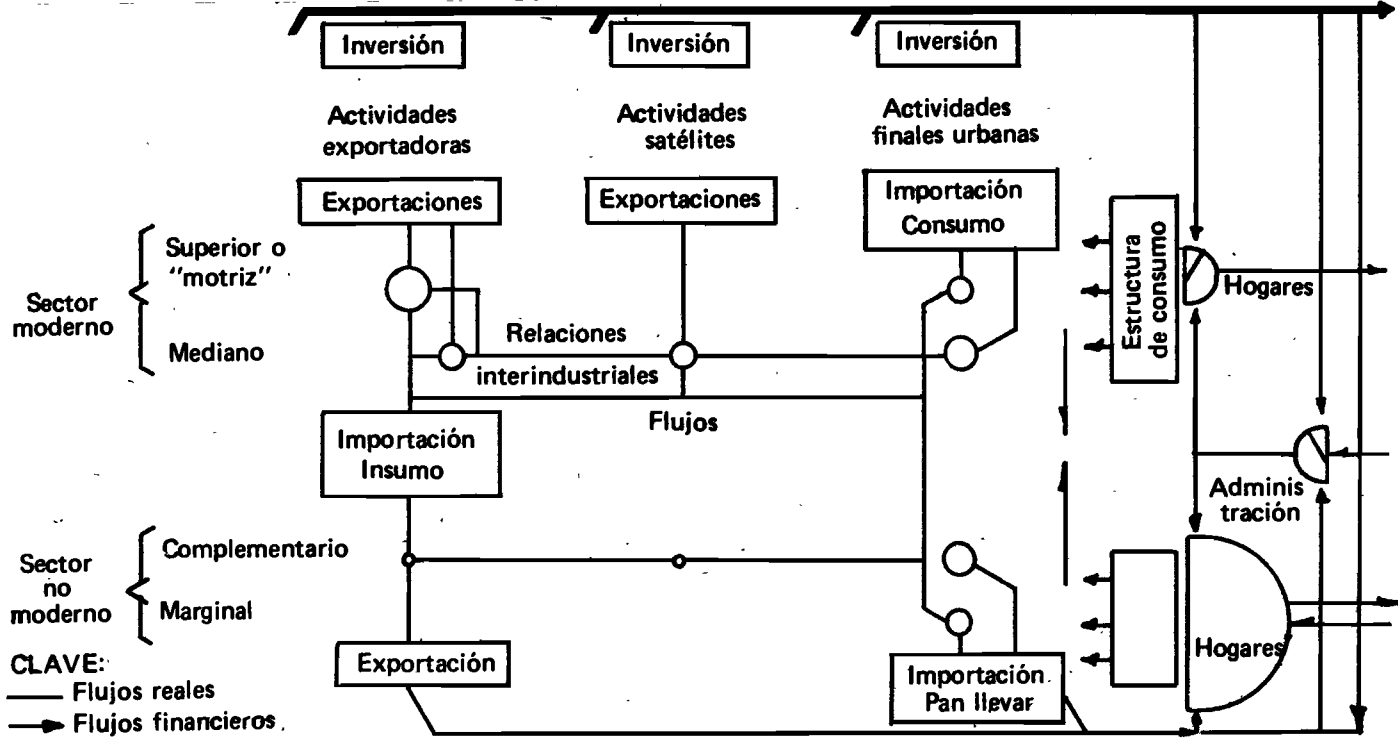 Inversión
Inversión
Inversión
Actividades
exportadoras
Actividades
satélites
Actividades
finales urbanas
Exportaciones
Exportaciones
Importación
Consumo
Sector
moderno
Superior o
"motriz"
Mediano
Relaciones
interindustriales
Flujos
Estructura
de consumo
Hogares
Importación
Insumo
Adminis
tración
Sector
no
moderno
Complementario
Marginal
Exportación
Importación.
Pan llevar
Hogares
CLAVE:
Flujos reales
Flujos financieros.